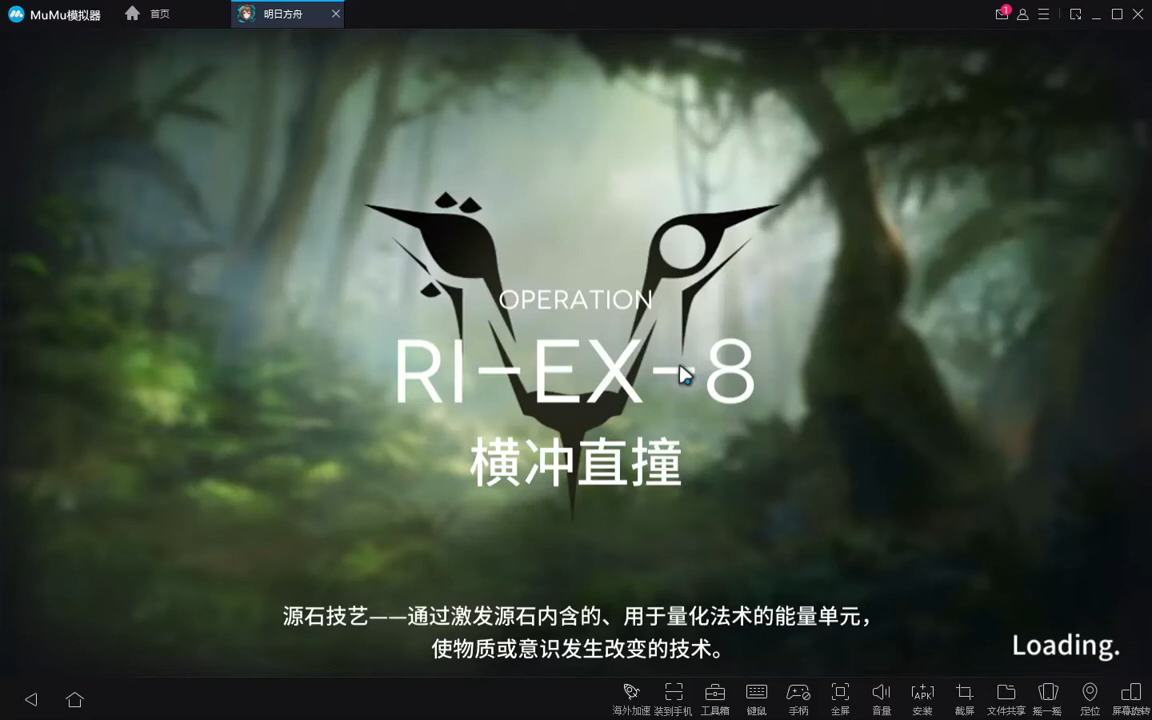 MuMu模拟器
首页
明日方舟
1
OPERATION
RI-EX-8
横冲直撞
源石技艺——通过激发源石内含的、用于量化法术的能量单元，
使物质或意识发生改变的技术。
Loading.
海外加速
装到手机
工具箱
键鼠
手柄
全屏
音量
APK
安装
截屏
文件共享
摇一摇
定位
屏幕旋转